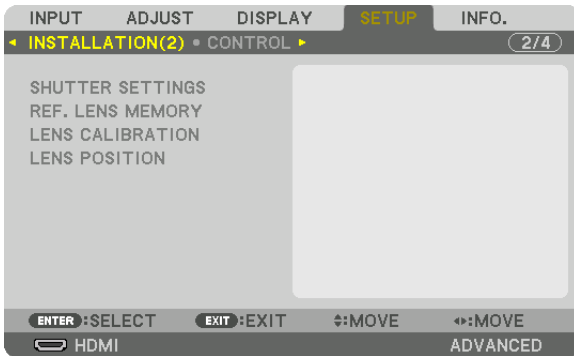 INPUT ADJUST DISPLAY SETUP INFO.
INSTALLATION(2) • CONTROL 2/4
SHUTTER SETTINGS
REF. LENS MEMORY
LENS CALIBRATION
LENS POSITION
ENTER :SELECT EXIT :EXIT :MOVE :MOVE
HDMI ADVANCED